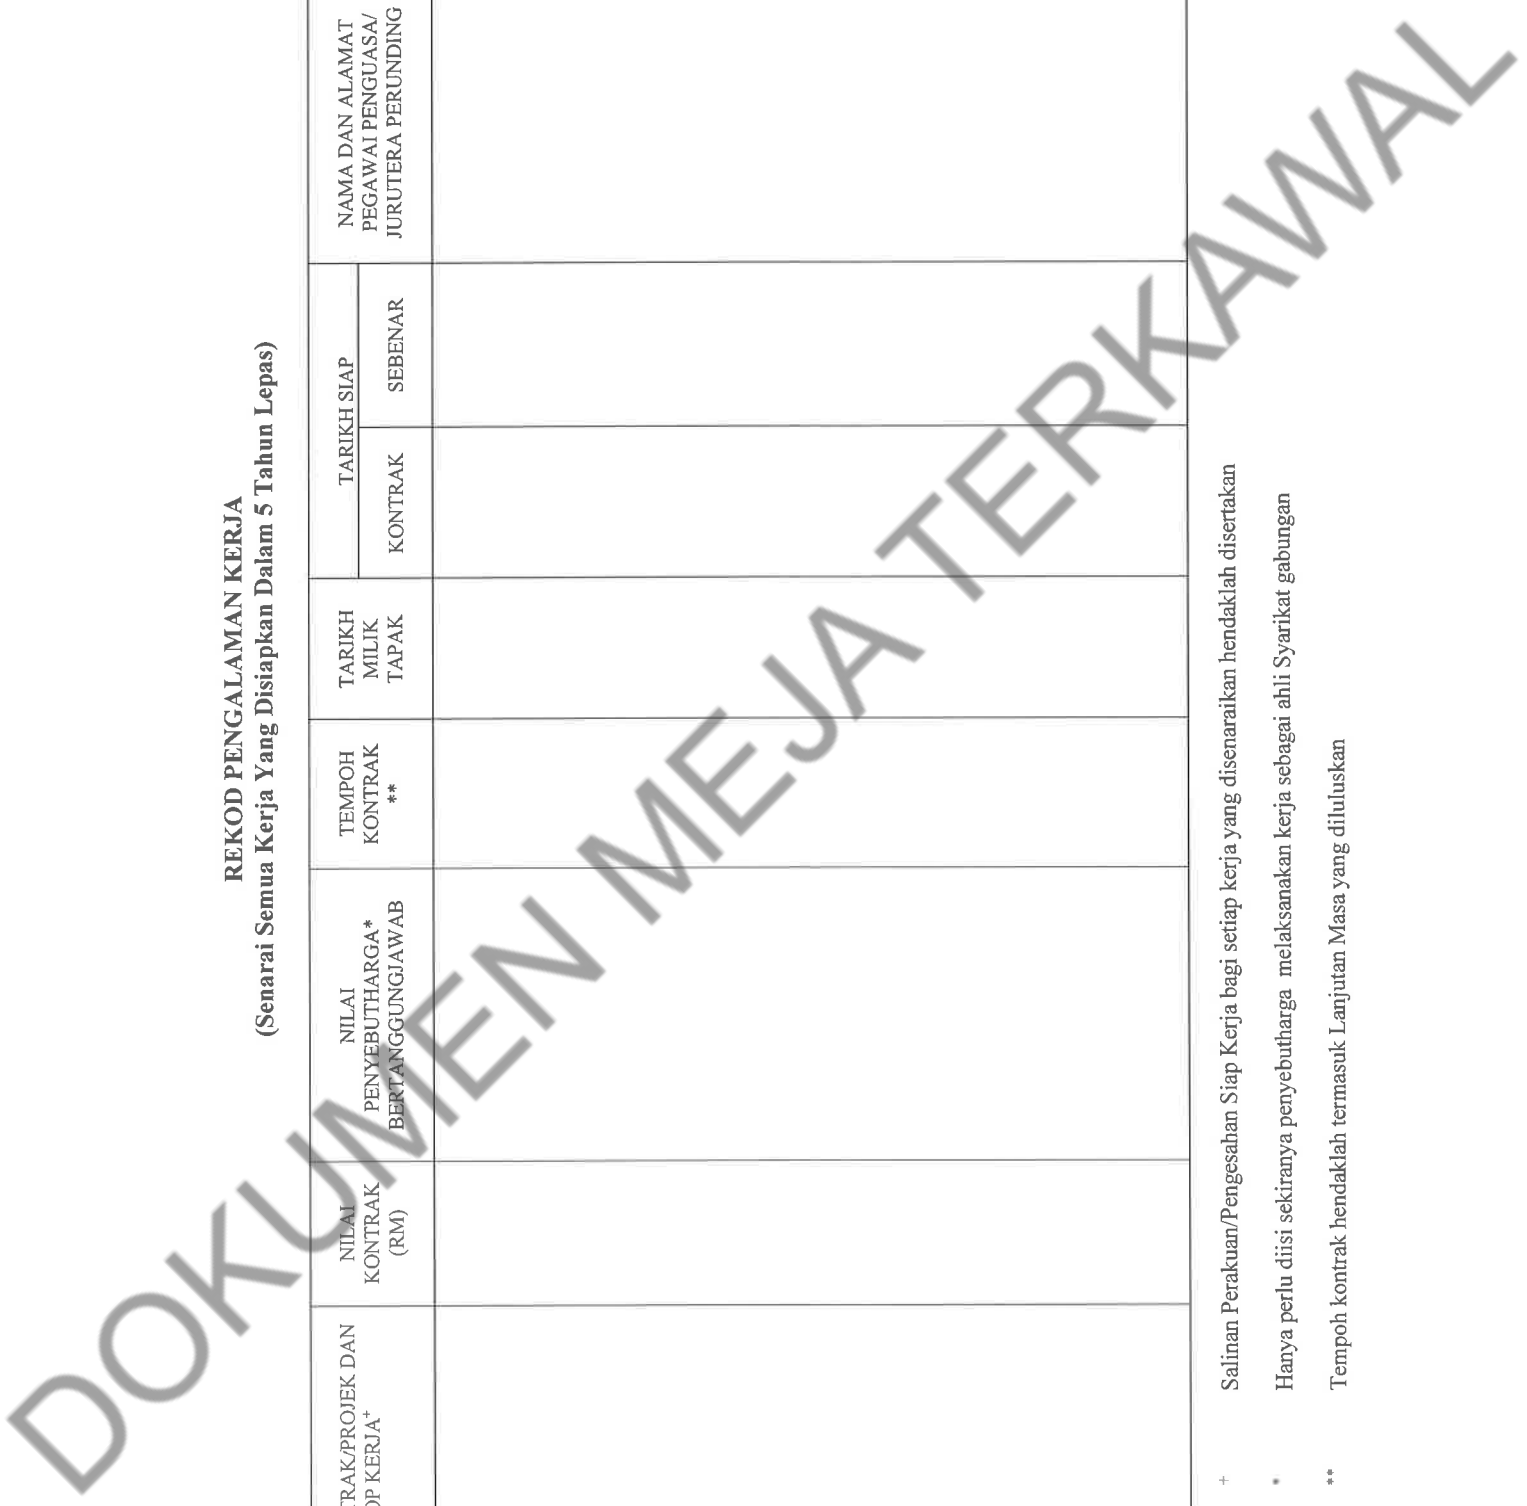 REKOD PENGALAMAN KERJA
(Senarai Semua Kerja Yang Disiapkan Dalam 5 Tahun Lepas)
TRAK/PROJEK DAN
OP KERJA+
NILAI
KONTRAK
(RM)
NILAI
PENYEBUTHARGA*
BERTANGGUNGJAWAB
TEMPOH
KONTRAK
**
TARIKH
MILIK
TAPAK
TARIKH SIAP
KONTRAK
SEBENAR
NAMA DAN ALAMAT
PEGAWAI PENGUASA/
JURUTERA PERUNDING
+ Salinan Perakuan/Pengesahan Siap Kerja bagi setiap kerja yang disenaraikan hendaklah disertakan
* Hanya perlu diisi sekiranya penyebutharga melaksanakan kerja sebagai ahli Syarikat gabungan
** Tempoh kontrak hendaklah termasuk Lanjutan Masa yang diluluskan
DOKUMEN MEJA TERKAWAL